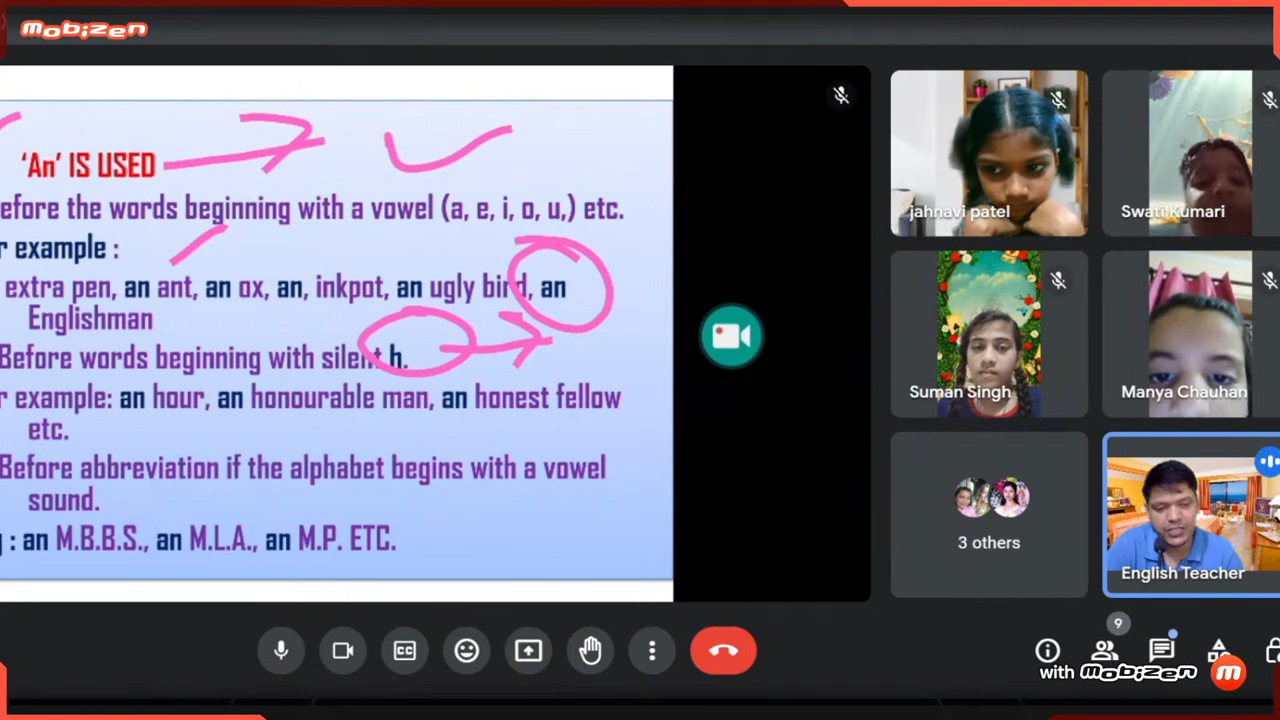 mobizen
'An' IS USED
efore the words beginning with a vowel (a, e, i, o, u,) etc.
r example :
extra pen, an ant, an ox, an, inkpot, an ugly bird, an
Englishman
Before words beginning with silent h.
r example: an hour, an honourable man, an honest fellow
etc.
Before abbreviation if the alphabet begins with a vowel
sound.
: an M.B.B.S., an M.L.A., an M.P. ETC.
jahnavi patel
Swati Kumari
Suman Singh
Manya Chauhan
3 others
English Teacher
CC
9
with mobizen